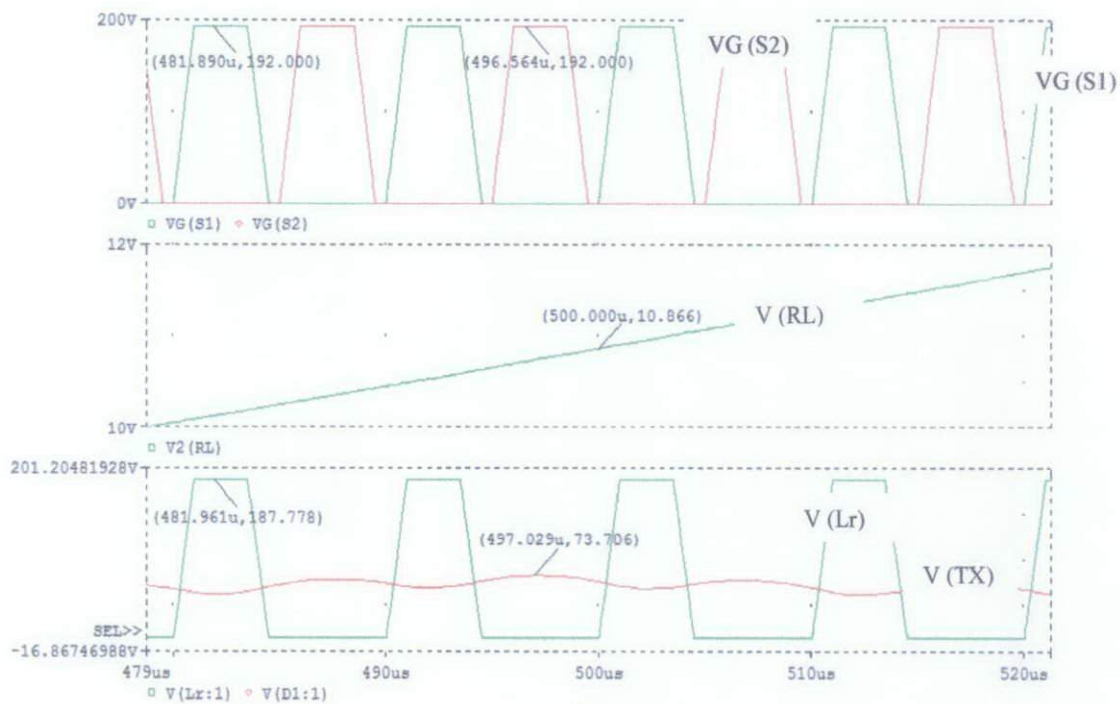 200V
VG (S2)
(481.890u,192.000)
(496.564u,192.000)
VG (S1)
0V
VG(S1) VG(S2)
12V
(500.000u,10.866)
V (RL)
10V
V2(RL)
201.20481928V
(481.961u,187.778)
V (Lr)
(497.029u,73.706)
V (TX)
SEL>>
-16.86746988V
479us 490us 500us 510us 520us
V(Lr:1) V(D1:1)